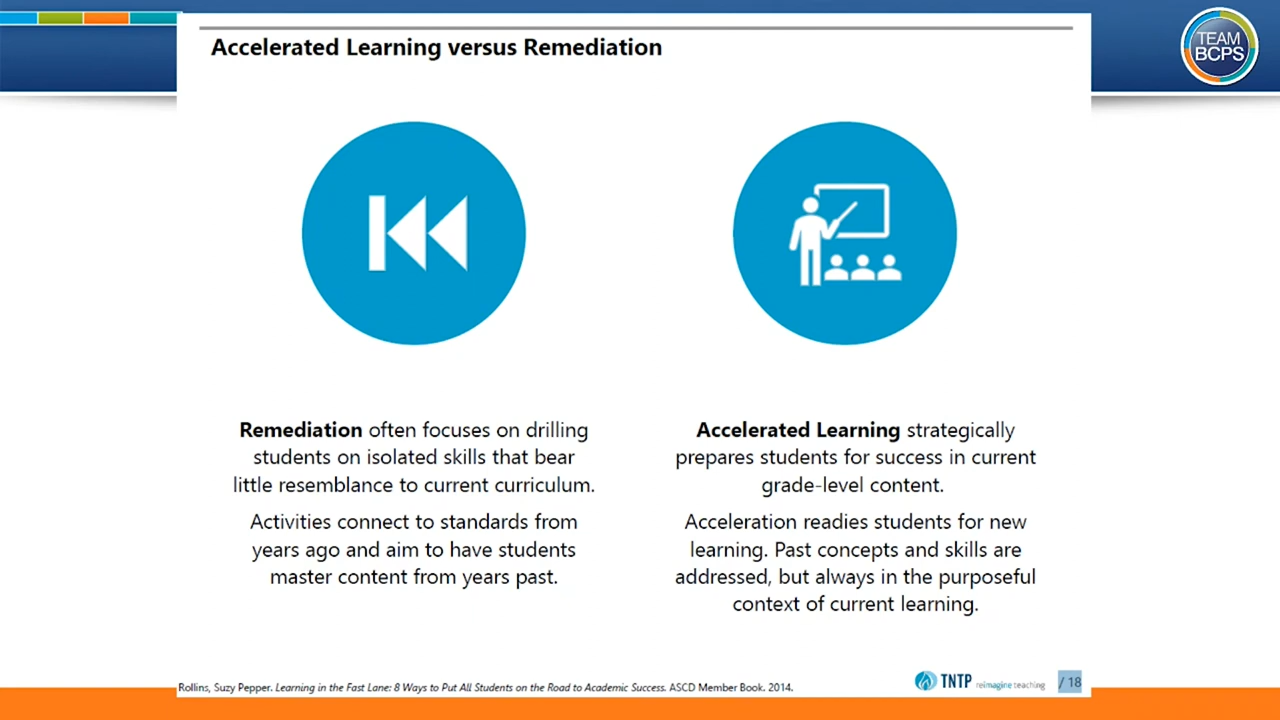 Accelerated Learning versus Remediation
TEAM
BCPS
Remediation often focuses on drilling
students on isolated skills that bear
little resemblance to current curriculum.
Activities connect to standards from
years ago and aim to have students
master content from years past.
Accelerated Learning strategically
prepares students for success in current
grade-level content.
Acceleration readies students for new
learning. Past concepts and skills are
addressed, but always in the purposeful
context of current learning.
Rollins, Suzy Pepper. Learning in the Fast Lane: 8 Ways to Put All Students on the Road to Academic Success. ASCD Member Book. 2014.
TNTP reimagine teaching
/ 18